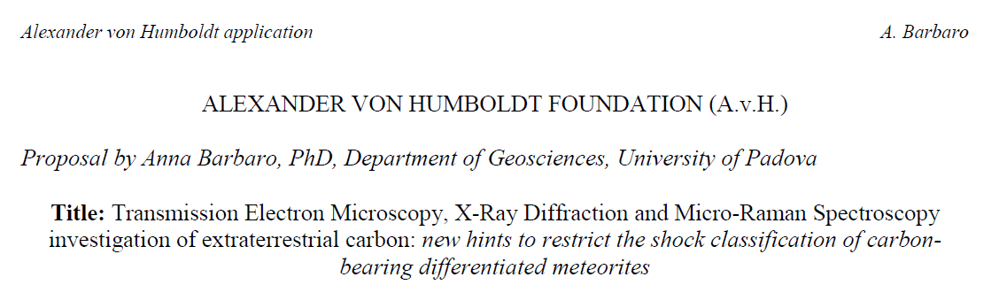 Alexander von Humboldt application A. Barbaro
ALEXANDER VON HUMBOLDT FOUNDATION (A.v.H.)
Proposal by Anna Barbaro, PhD, Department of Geosciences, University of Padova
Title: Transmission Electron Microscopy, X-Ray Diffraction and Micro-Raman Spectroscopy
investigation of extraterrestrial carbon: new hints to restrict the shock classification of carbon-
bearing differentiated meteorites